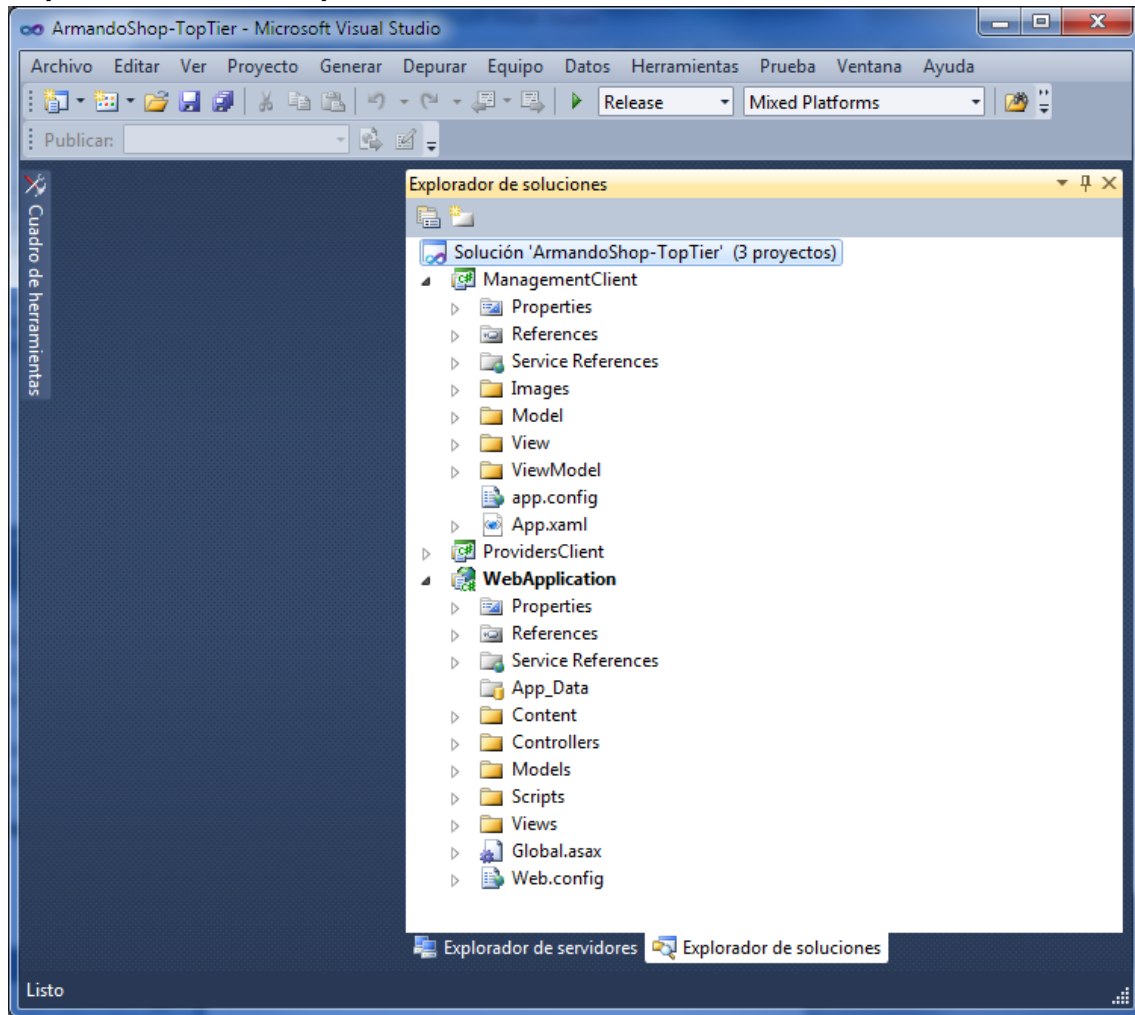 ArmandoShop-TopTier - Microsoft Visual Studio
Archivo Editar Ver Proyecto Generar Depurar Equipo Datos Herramientas Prueba Ventana Ayuda
Release Mixed Platforms
Publicar:
Cuadro de herramientas
Explorador de soluciones
Solución 'ArmandoShop-TopTier' (3 proyectos)
ManagementClient
Properties
References
Service References
Images
Model
View
ViewModel
app.config
App.xaml
ProvidersClient
WebApplication
Properties
References
Service References
App_Data
Content
Controllers
Models
Scripts
Views
Global.asax
Web.config
Explorador de servidores Explorador de soluciones
Listo